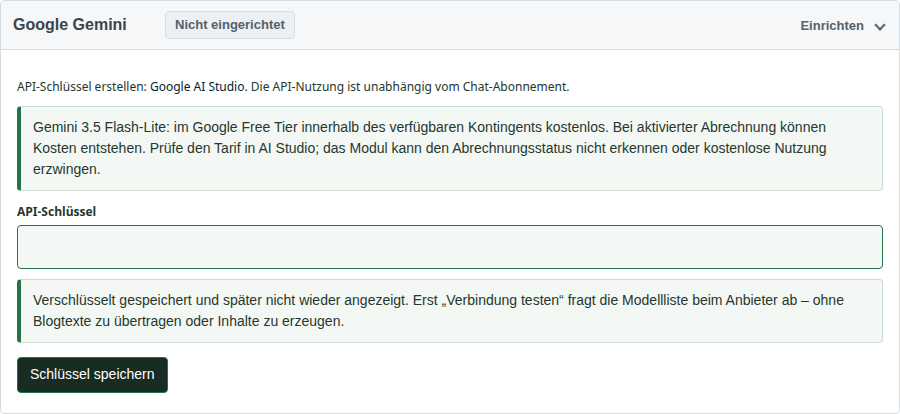 Google Gemini
Nicht eingerichtet
Einrichten
API-Schlüssel erstellen: Google AI Studio. Die API-Nutzung ist unabhängig vom Chat-Abonnement.
Gemini 3.5 Flash-Lite: im Google Free Tier innerhalb des verfügbaren Kontingents kostenlos. Bei aktivierter Abrechnung können
Kosten entstehen. Prüfe den Tarif in AI Studio; das Modul kann den Abrechnungsstatus nicht erkennen oder kostenlose Nutzung
erzwingen.
API-Schlüssel
Verschlüsselt gespeichert und später nicht wieder angezeigt. Erst „Verbindung testen“ fragt die Modellliste beim Anbieter ab – ohne
Blogtexte zu übertragen oder Inhalte zu erzeugen.
Schlüssel speichern